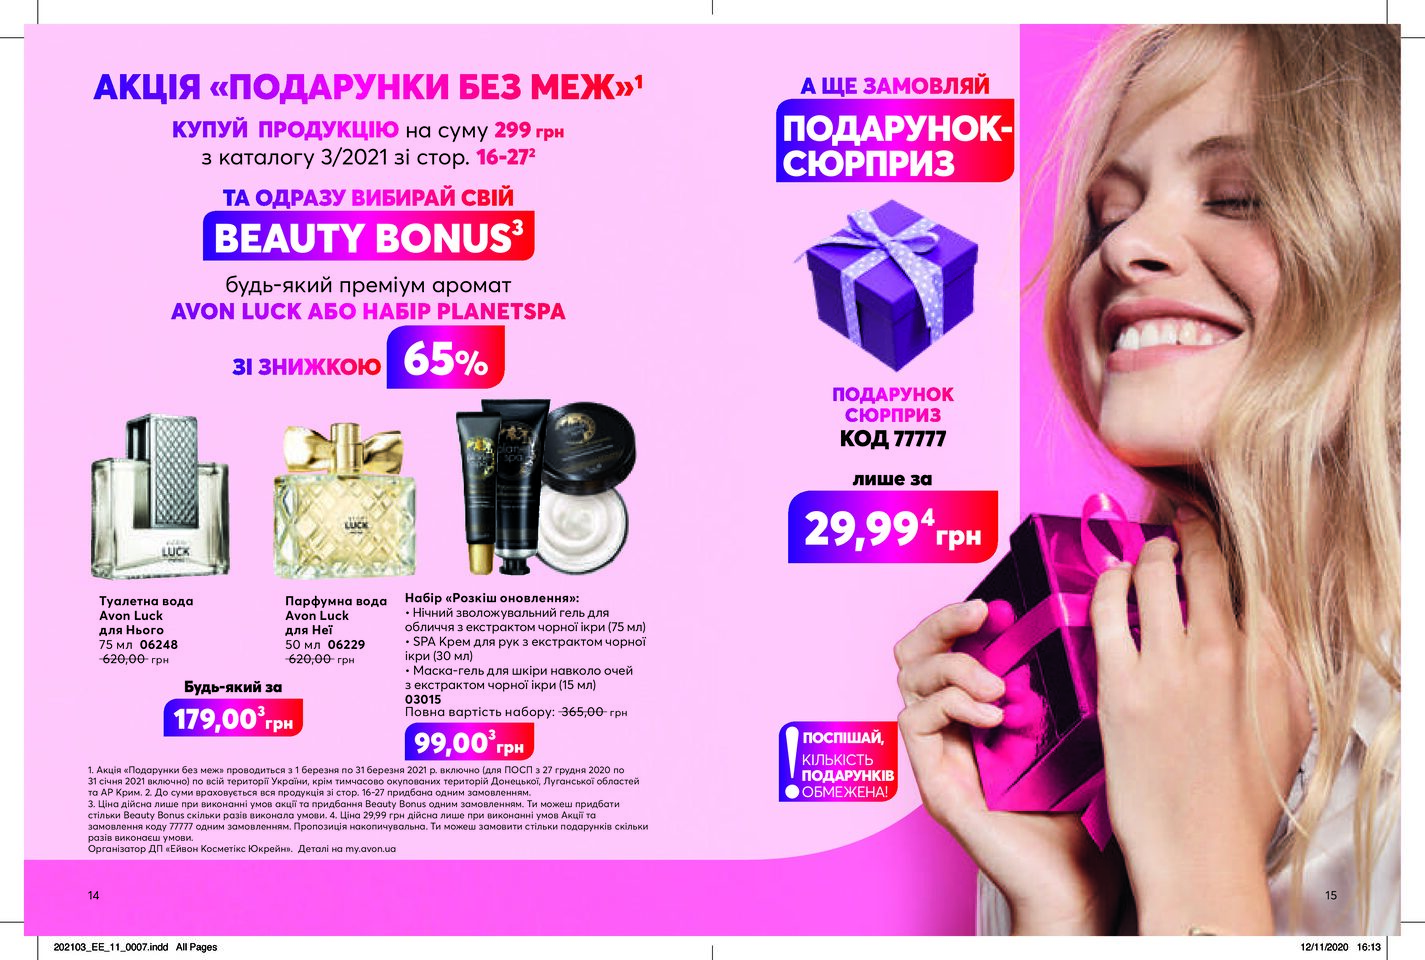 АКЦІЯ «ПОДАРУНКИ БЕЗ МЕЖ»1
КУПУЙ ПРОДУКЦІЮ на суму 299 грн
з каталогу 3/2021 зі стор. 16-272
ТА ОДРАЗУ ВИБИРАЙ СВІЙ
BEAUTY BONUS3
будь-який преміум аромат
AVON LUCK АБО НАБІР PLANETSPA
ЗІ ЗНИЖКОЮ 65%
LUCK
LUCK
planet spa
Туалетна вода
Avon Luck
для Нього
75 мл 06248
620,00 грн
Парфумна вода
Avon Luck
для Неї
50 мл 06229
620,00 грн
Будь-який за
179,003 грн
Набір «Розкіш оновлення»:
• Нічний зволожувальний гель для
обличчя з екстрактом чорної ікри (75 мл)
• SPA Крем для рук з екстрактом чорної
ікри (30 мл)
• Маска-гель для шкіри навколо очей
з екстрактом чорної ікри (15 мл)
03015
Повна вартість набору: 365,00 грн
99,003 грн
1. Акція «Подарунки без меж» проводиться з 1 березня по 31 березня 2021 р. включно (для ПОСП з 27 грудня 2020 по
31 січня 2021 включно) по всій території України, крім тимчасово окупованих територій Донецької, Луганської областей
та АР Крим. 2. До суми враховується вся продукція зі стор. 16-27 придбана одним замовленням.
3. Ціна дійсна лише при виконанні умов акції та придбання Beauty Bonus одним замовленням. Ти можеш придбати
стільки Beauty Bonus скільки разів виконала умови. 4. Ціна 29,99 грн дійсна лише при виконанні умов Акції та
замовлення коду 77777 одним замовленням. Пропозиція накопичувальна. Ти можеш замовити стільки подарунків скільки
разів виконаєш умови.
Організатор ДП «Ейвон Косметікс Юкрейн». Деталі на my.avon.ua
14
А ЩЕ ЗАМОВЛЯЙ
ПОДАРУНОК-
СЮРПРИЗ
ПОДАРУНОК
СЮРПРИЗ
КОД 77777
лише за
29,994 грн
! ПОСПІШАЙ,
КІЛЬКІСТЬ
ПОДАРУНКІВ
ОБМЕЖЕНА!
15
202103_EE_11_0007.indd All Pages
12/11/2020 16:13